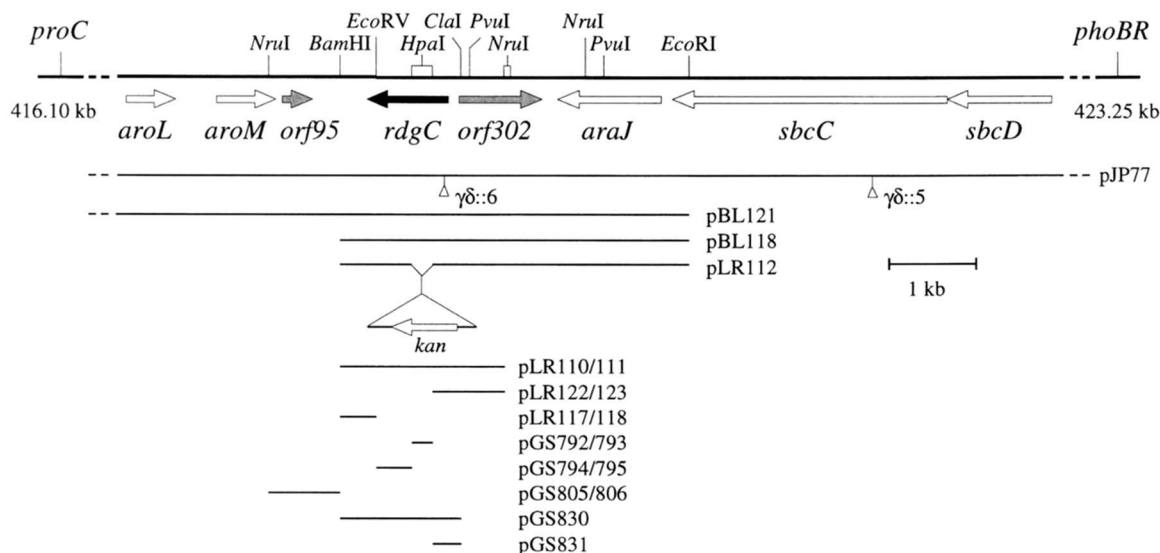 proC EcoRV ClaI PvuI NruI phoBR
NruI BamHI HpaI NruI PvuI EcoRI
416.10 kb 423.25 kb
aroL aroM orf95 rdgC orf302 araJ sbcC sbcD
pJP77
γδ::6 γδ::5
pBL121
pBL118
pLR112
1 kb
kan
pLR110/111
pLR122/123
pLR117/118
pGS792/793
pGS794/795
pGS805/806
pGS830
pGS831